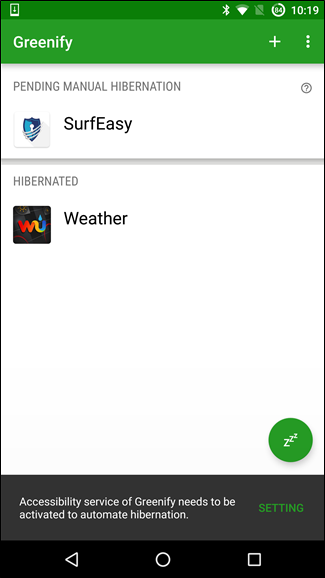 84 10:19
Greenify
PENDING MANUAL HIBERNATION
SurfEasy
HIBERNATED
WU Weather
zzz
Accessibility service of Greenify needs to be
activated to automate hibernation. SETTING